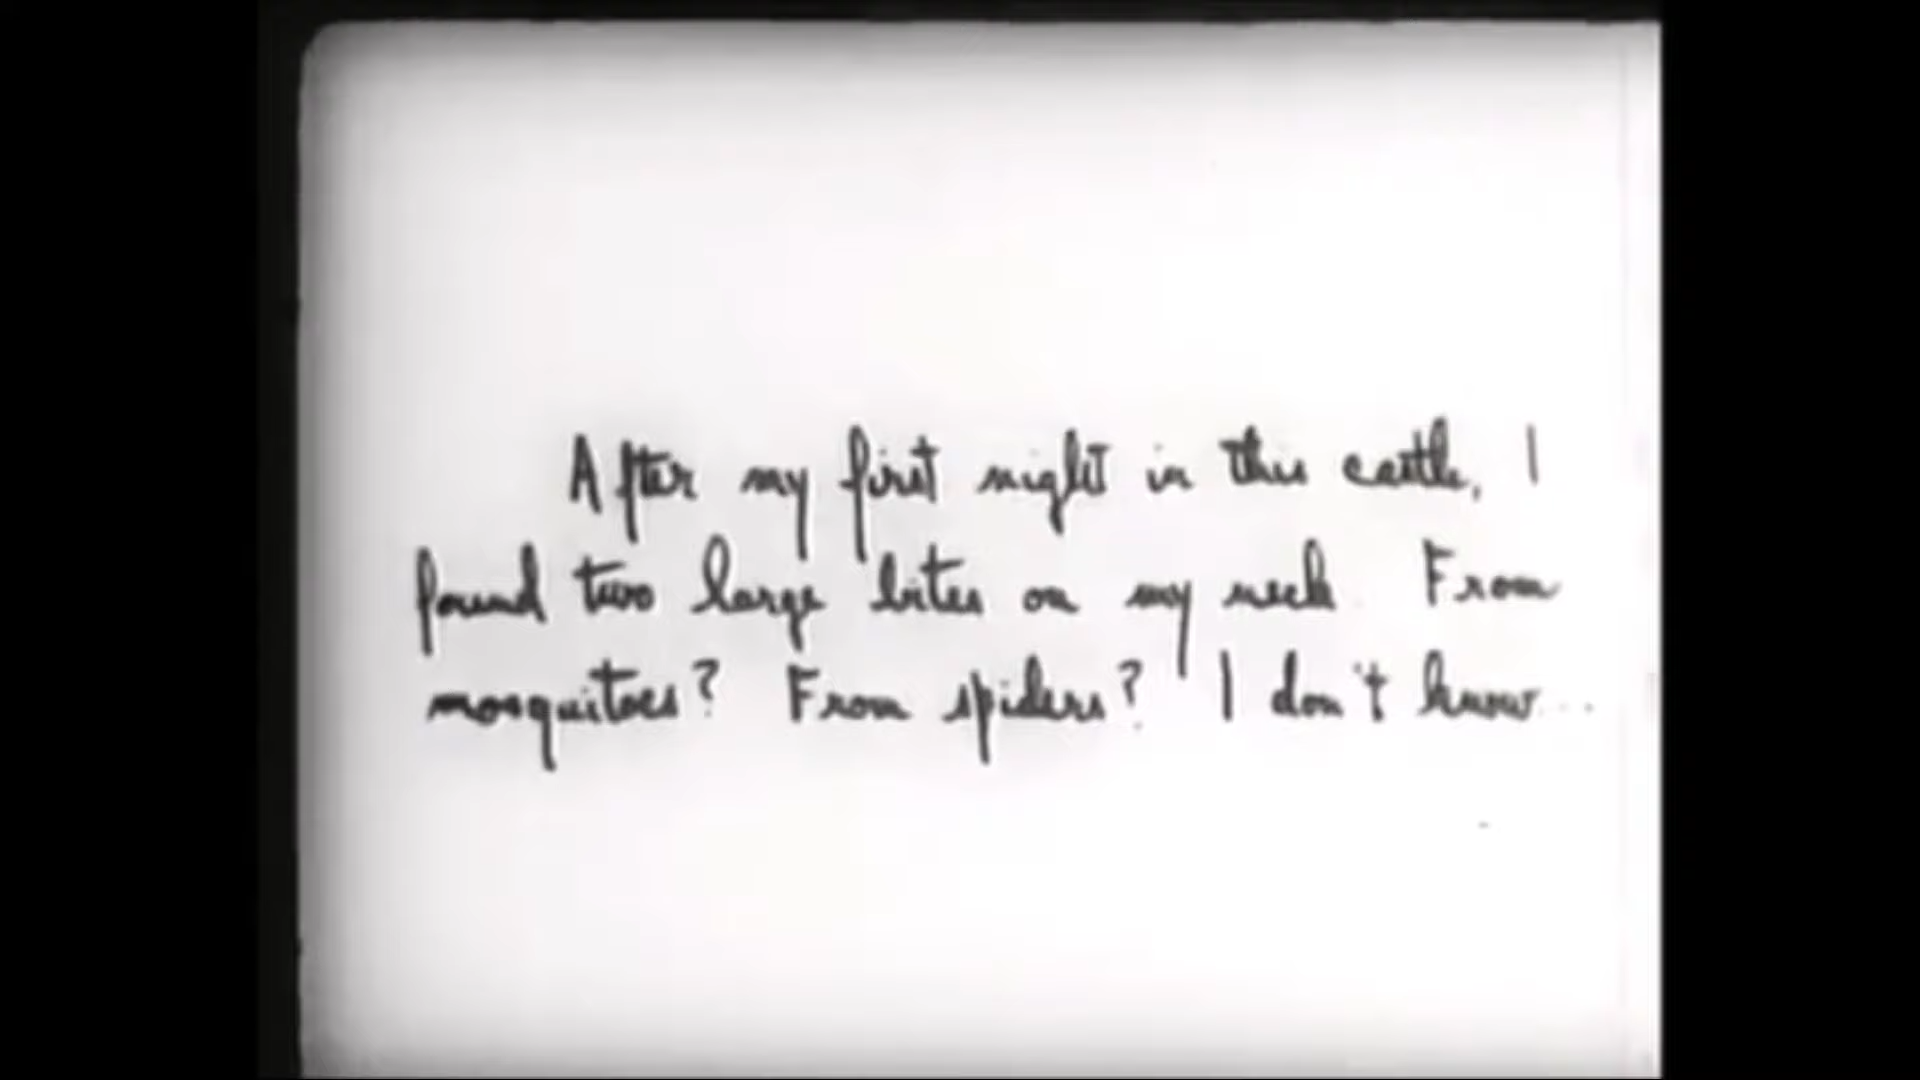 After my first night in this castle, I
found two large bites on my neck. From
mosquitoes? From spiders? I don't know...